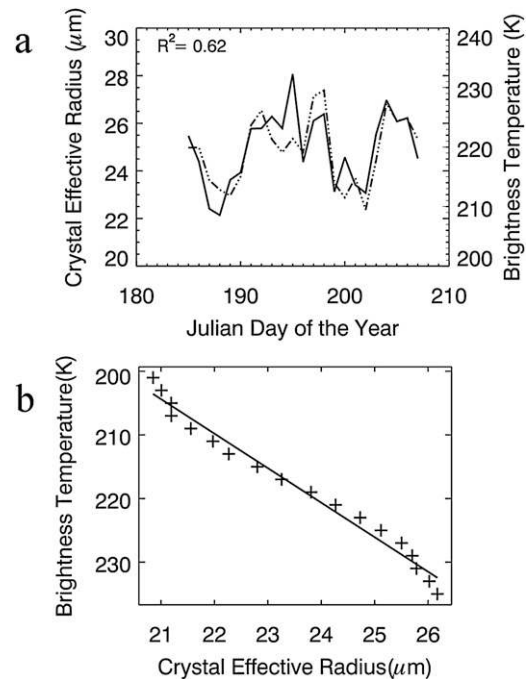 a
R²= 0.62
Crystal Effective Radius (μm)
30
28
26
24
22
20
240
230
220
210
200
Brightness Temperature (K)
180 190 200 210
Julian Day of the Year
b
Brightness Temperature(K)
200
210
220
230
21 22 23 24 25 26
Crystal Effective Radius(μm)